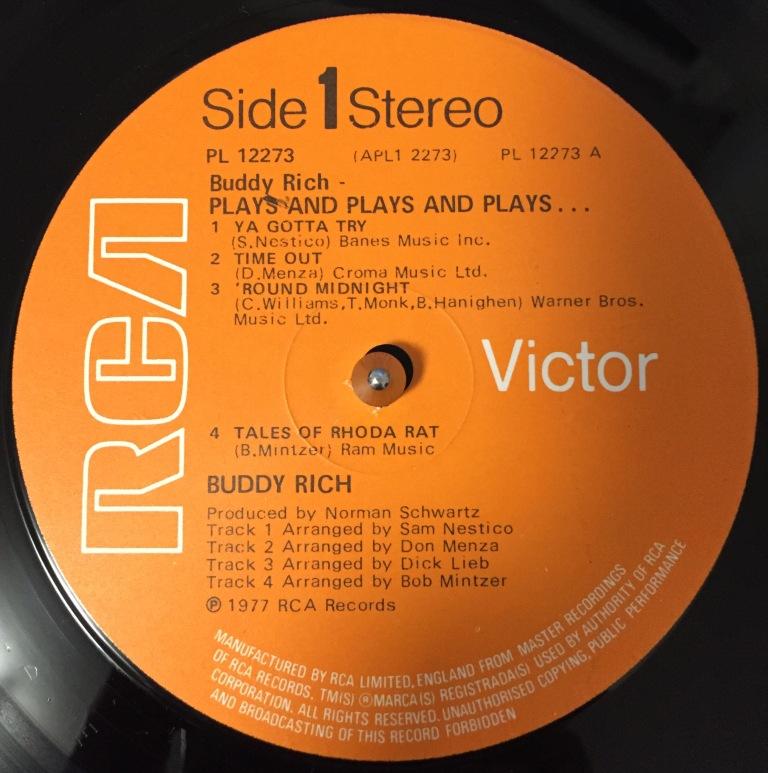 Side 1 Stereo
PL 12273 (APL1 2273) PL 12273 A
Buddy Rich -
PLAYS AND PLAYS AND PLAYS...
1 YA GOTTA TRY
(S.Nestico) Banes Music Inc.
2 TIME OUT
(D.Menza) Croma Music Ltd.
3 'ROUND MIDNIGHT
(C.Williams,T.Monk,B.Hanighen) Warner Bros.
Music Ltd.
RCA
Victor
4 TALES OF RHODA RAT
(B.Mintzer) Ram Music
BUDDY RICH
Produced by Norman Schwartz
Track 1 Arranged by Sam Nestico
Track 2 Arranged by Don Menza
Track 3 Arranged by Dick Lieb
Track 4 Arranged by Bob Mintzer
℗ 1977 RCA Records
MANUFACTURED BY RCA LIMITED, ENGLAND FROM MASTER RECORDINGS
OF RCA RECORDS. TM(S) ® MARCA(S) REGISTRADA(S) USED BY AUTHORITY OF RCA
CORPORATION. ALL RIGHTS RESERVED. UNAUTHORISED COPYING, PUBLIC PERFORMANCE
AND BROADCASTING OF THIS RECORD FORBIDDEN